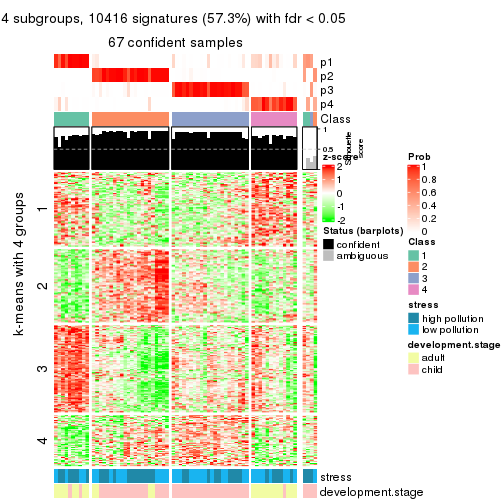 4 subgroups, 10416 signatures (57.3%) with fdr < 0.05
67 confident samples
p1
p2
p3
p4
Class
1
0.5
0
Silhouette
score
k-means with 4 groups
1
2
3
4
stress
development.stage
z-score
2
1
0
-1
-2
Status (barplots)
confident
ambiguous
Prob
1
0.8
0.6
0.4
0.2
0
Class
1
2
3
4
stress
high pollution
low pollution
development.stage
adult
child